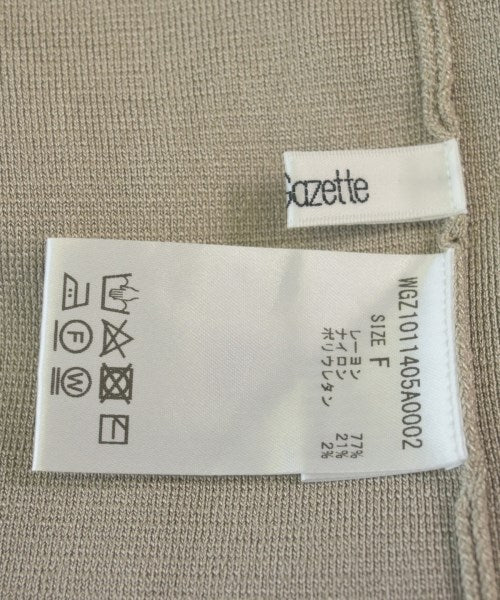 Gazette
WGZ1011405A0002
SIZE F
レーヨン 77%
ナイロン 21%
ポリウレタン 2%
F
W